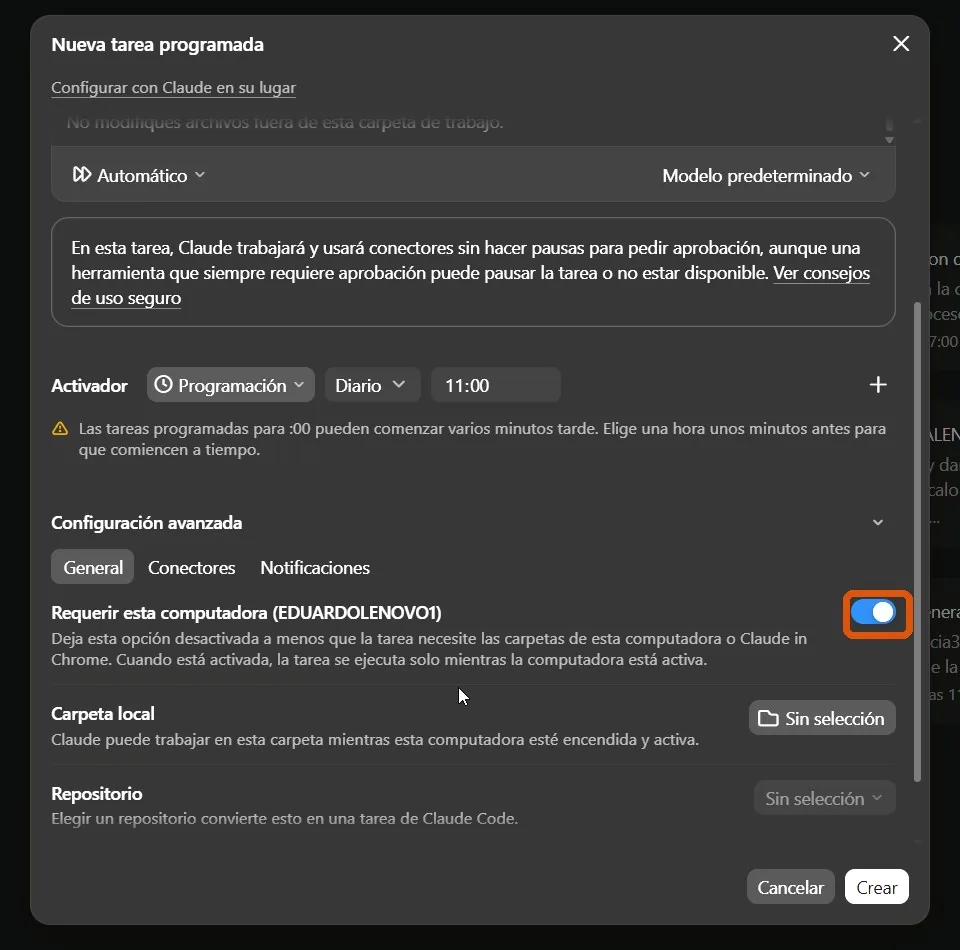 Nueva tarea programada
Configurar con Claude en su lugar
No modifiques archivos fuera de esta carpeta de trabajo.
Automático
Modelo predeterminado
En esta tarea, Claude trabajará y usará conectores sin hacer pausas para pedir aprobación, aunque una
herramienta que siempre requiere aprobación puede pausar la tarea o no estar disponible. Ver consejos
de uso seguro
Activador
Programación
Diario
11:00
Las tareas programadas para :00 pueden comenzar varios minutos tarde. Elige una hora unos minutos antes para
que comiencen a tiempo.
Configuración avanzada
General
Conectores
Notificaciones
Requerir esta computadora (EDUARDOLENOVO1)
Deja esta opción desactivada a menos que la tarea necesite las carpetas de esta computadora o Claude in
Chrome. Cuando está activada, la tarea se ejecuta solo mientras la computadora está activa.
Carpeta local
Sin selección
Claude puede trabajar en esta carpeta mientras esta computadora esté encendida y activa.
Repositorio
Sin selección
Elegir un repositorio convierte esto en una tarea de Claude Code.
Cancelar
Crear